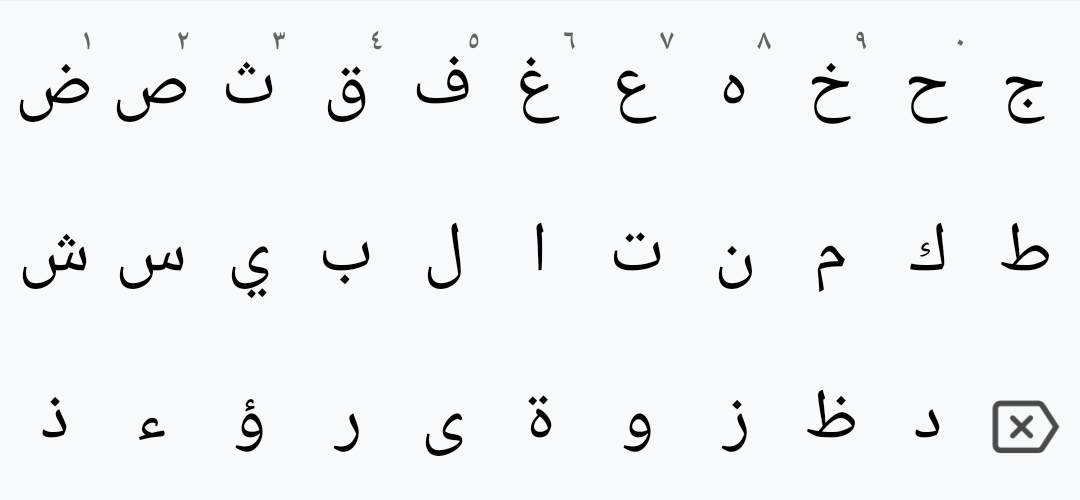 ١ ٢ ٣ ٤ ٥ ٦ ٧ ٨ ٩ ٠
ض ص ث ق ف غ ع ه خ ح ج
ش س ي ب ل ا ت ن م ك ط
ذ ء ؤ ر ى ة و ز ظ د